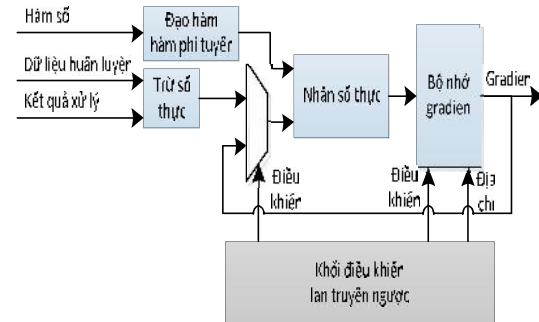 Hàm số
Đạo hàm
hàm phi tuyến
Dữ liệu huấn luyện
Kết quả xử lý
Trừ số
thực
Nhân số thực
Bộ nhớ
gradien
Gradien
Điều
khiển
Điều
khiển
Địa
chỉ
Khối điều khiển
lan truyền ngược